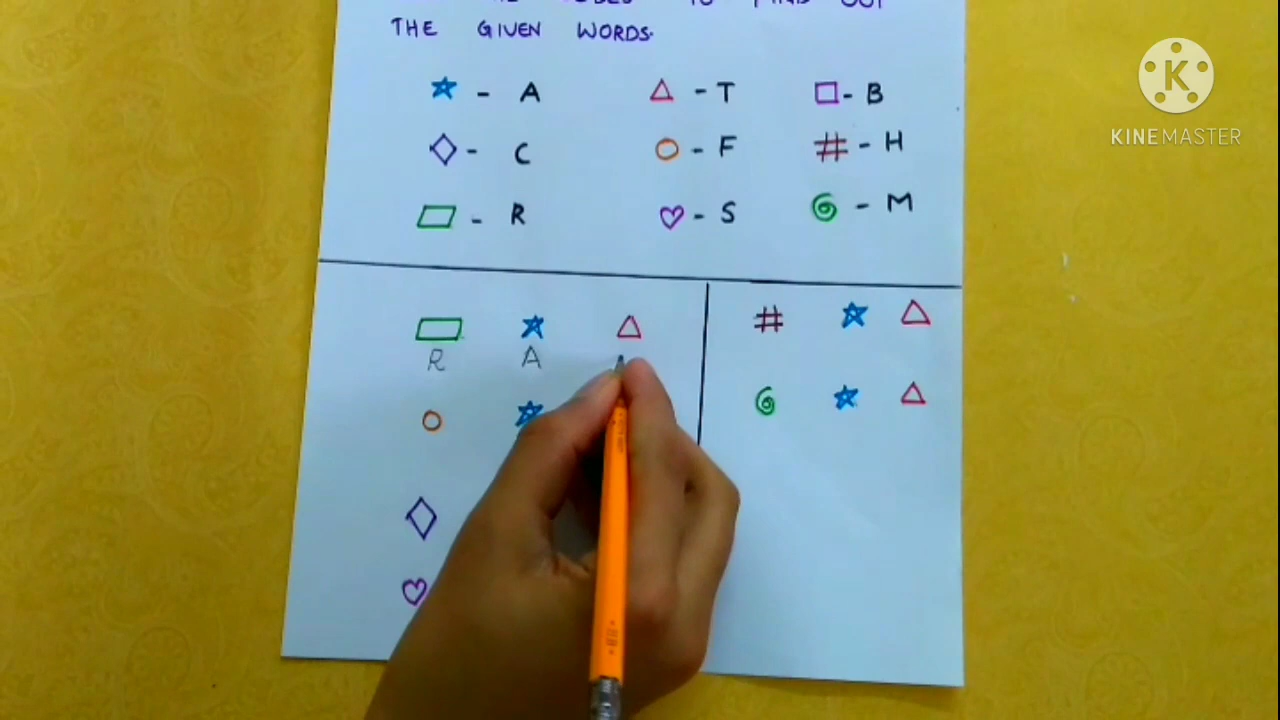 THE GIVEN WORDS.
A T B
C F H
R S M
R A
KINEMASTER